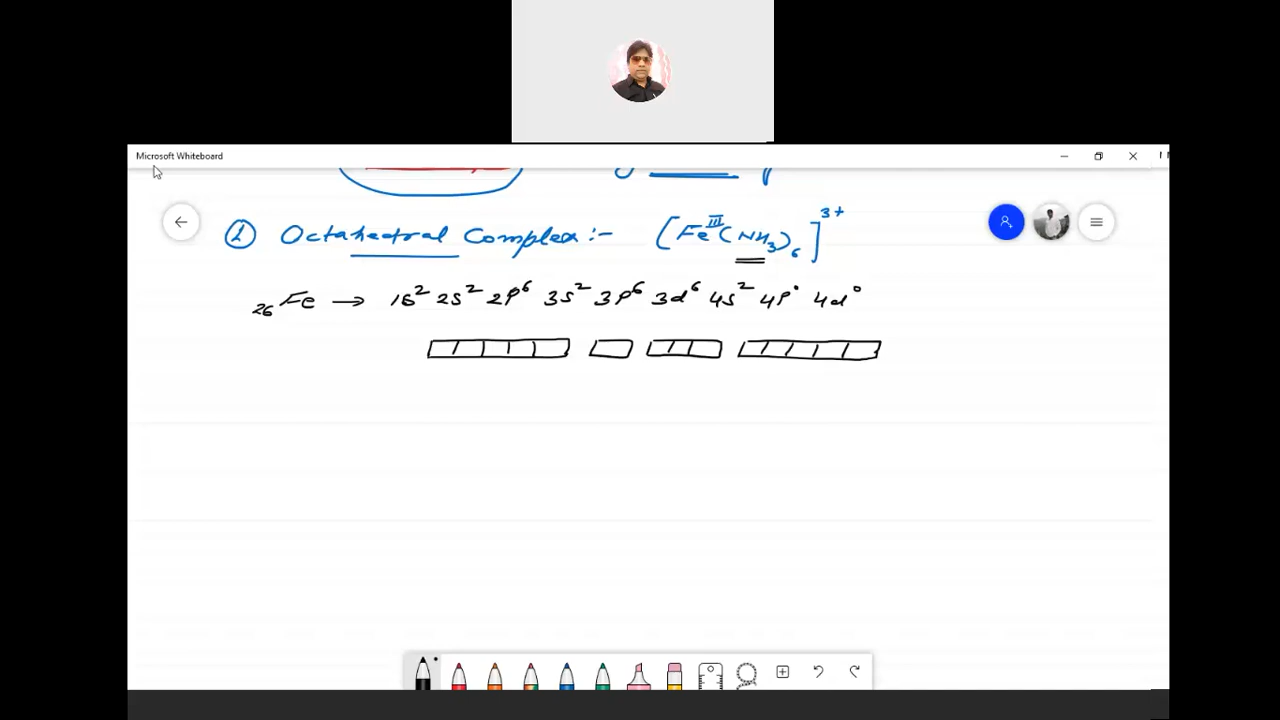 Microsoft Whiteboard
① Octahectral Complex :- [Fe^III(NH₃)₆]³⁺
₂₆Fe → 1s² 2s² 2p⁶ 3s² 3p⁶ 3d⁶ 4s² 4p⁰ 4d⁰